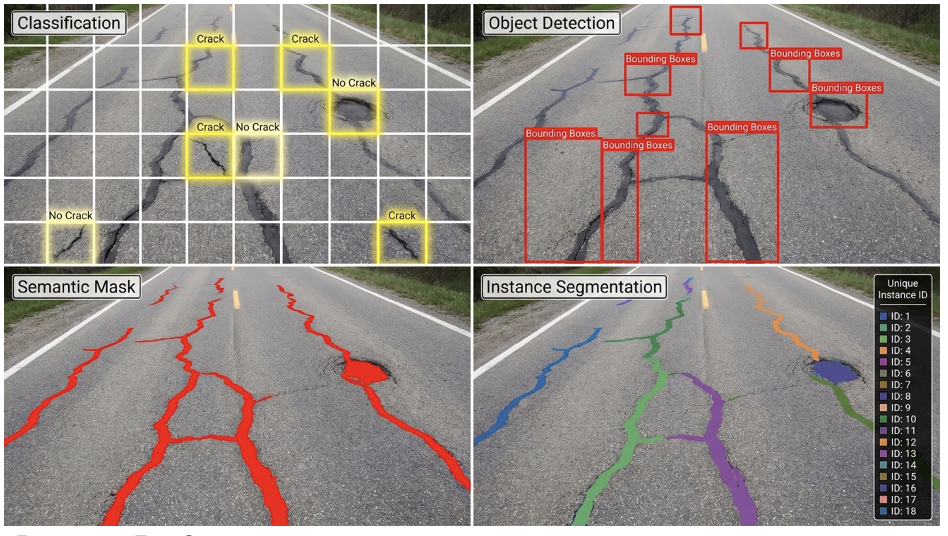 Classification
Crack
Crack
No Crack
Crack
No Crack
No Crack
Crack
Object Detection
Bounding Boxes
Bounding Boxes
Bounding Boxes
Bounding Boxes
Bounding Boxes
Bounding Boxes
Semantic Mask
Instance Segmentation
Unique
Instance ID
ID: 1
ID: 2
ID: 3
ID: 4
ID: 5
ID: 6
ID: 7
ID: 8
ID: 9
ID: 10
ID: 11
ID: 12
ID: 13
ID: 14
ID: 15
ID: 16
ID: 17
ID: 18